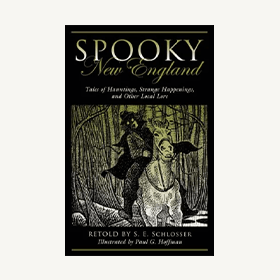 SPOOKY
New England
Tales of Hauntings, Strange Happenings,
and Other Local Lore
RETOLD BY S. E. SCHLOSSER
Illustrated by Paul G. Hoffman